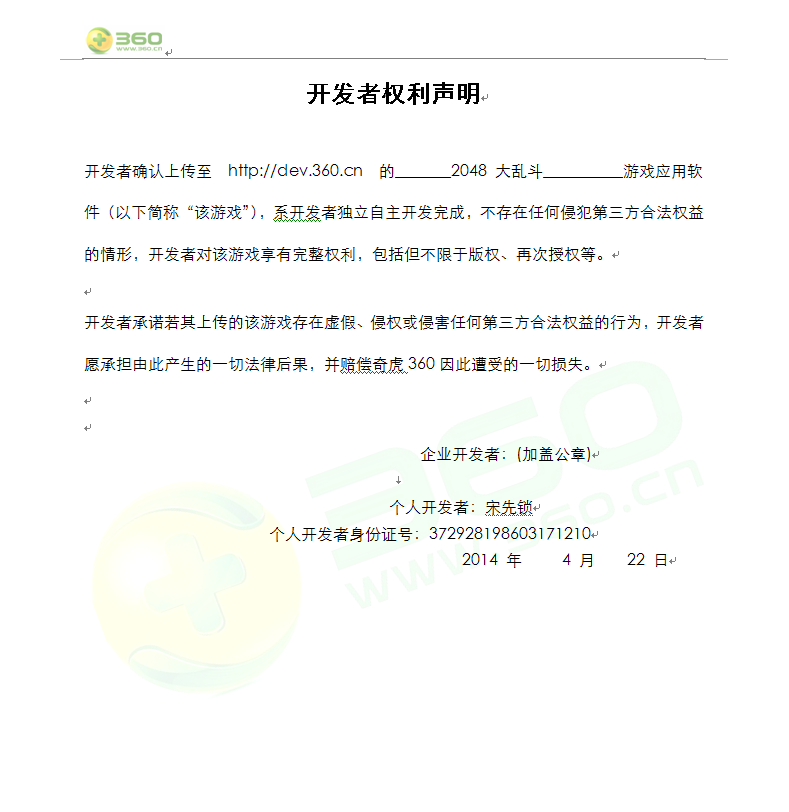 360
www.360.cn
开发者权利声明
开发者确认上传至 http://dev.360.cn 的_______2048 大乱斗__________游戏应用软
件（以下简称“该游戏”），系开发者独立自主开发完成，不存在任何侵犯第三方合法权益
的情形，开发者对该游戏享有完整权利，包括但不限于版权、再次授权等。
开发者承诺若其上传的该游戏存在虚假、侵权或侵害任何第三方合法权益的行为，开发者
愿承担由此产生的一切法律后果，并赔偿奇虎 360 因此遭受的一切损失。
企业开发者：(加盖公章)
个人开发者：宋先锁
个人开发者身份证号：372928198603171210
2014 年 4 月 22 日
360
www.360.cn